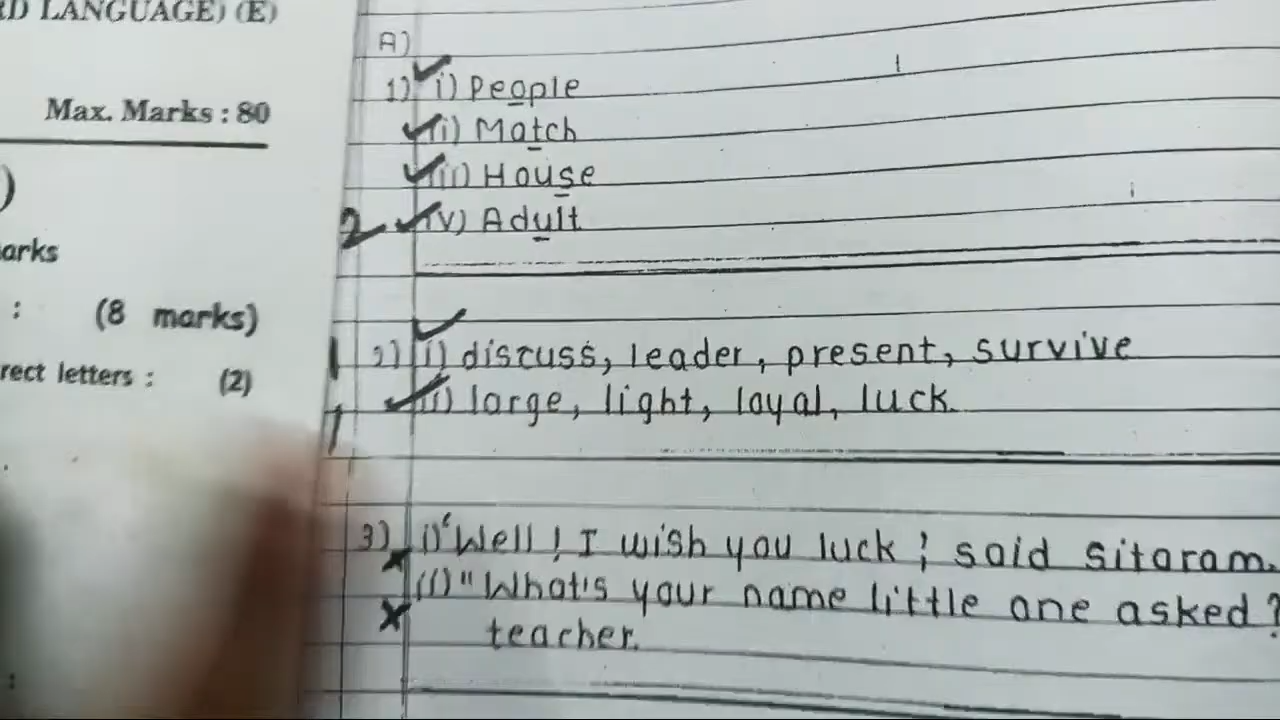 RD LANGUAGE) (E)
Max. Marks : 80
)
arks
: (8 marks)
rect letters : (2)
:
A)
1) i) People
ii) Match
iii) House
2 iv) Adult
1 2) i) discuss, leader, present, survive
1 ii) large, light, loyal, luck.
3) i) "Well! I wish you luck; said sitaram.
ii) "What's your name little one asked?
teacher.